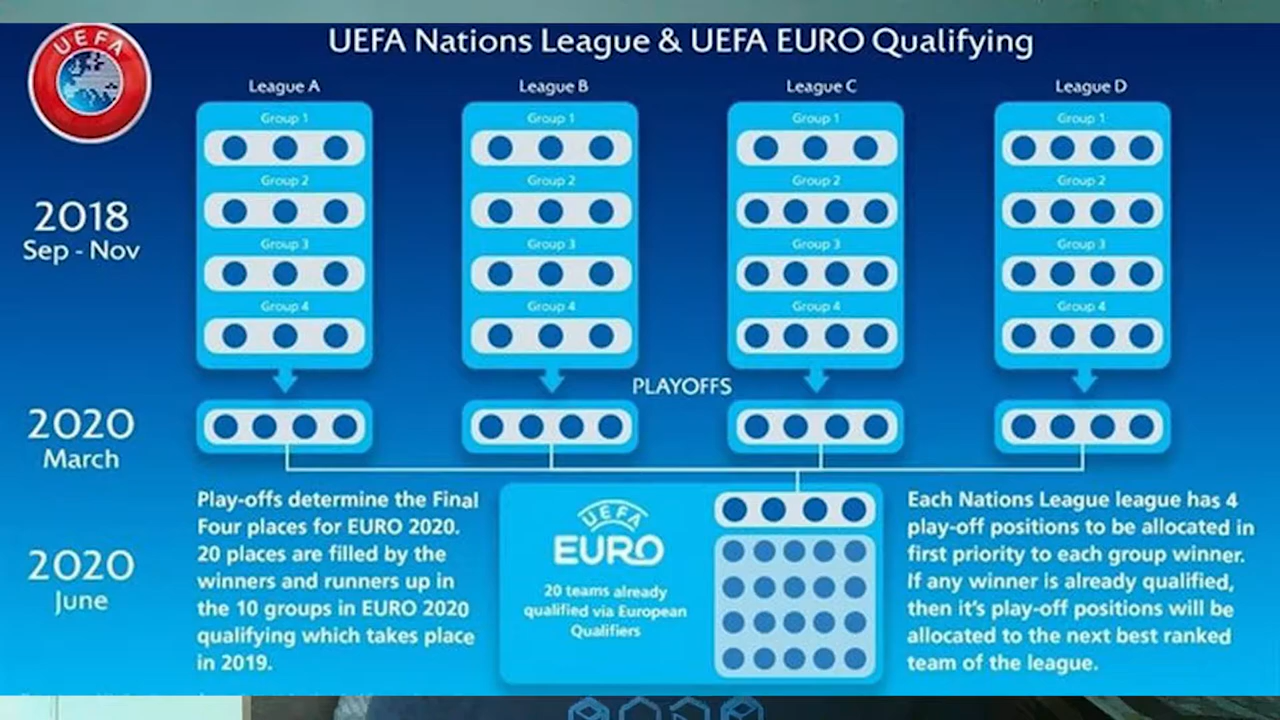 UEFA
UEFA Nations League & UEFA EURO Qualifying
League A
Group 1
Group 2
Group 3
Group 4
League B
Group 1
Group 2
Group 3
Group 4
League C
Group 1
Group 2
Group 3
Group 4
League D
Group 1
Group 2
Group 3
Group 4
2018
Sep - Nov
PLAYOFFS
2020
March
2020
June
Play-offs determine the Final
Four places for EURO 2020.
20 places are filled by the
winners and runners up in
the 10 groups in EURO 2020
qualifying which takes place
in 2019.
UEFA
EURO
20 teams already
qualified via European
Qualifiers
Each Nations League league has 4
play-off positions to be allocated in
first priority to each group winner.
If any winner is already qualified,
then it's play-off positions will be
allocated to the next best ranked
team of the league.